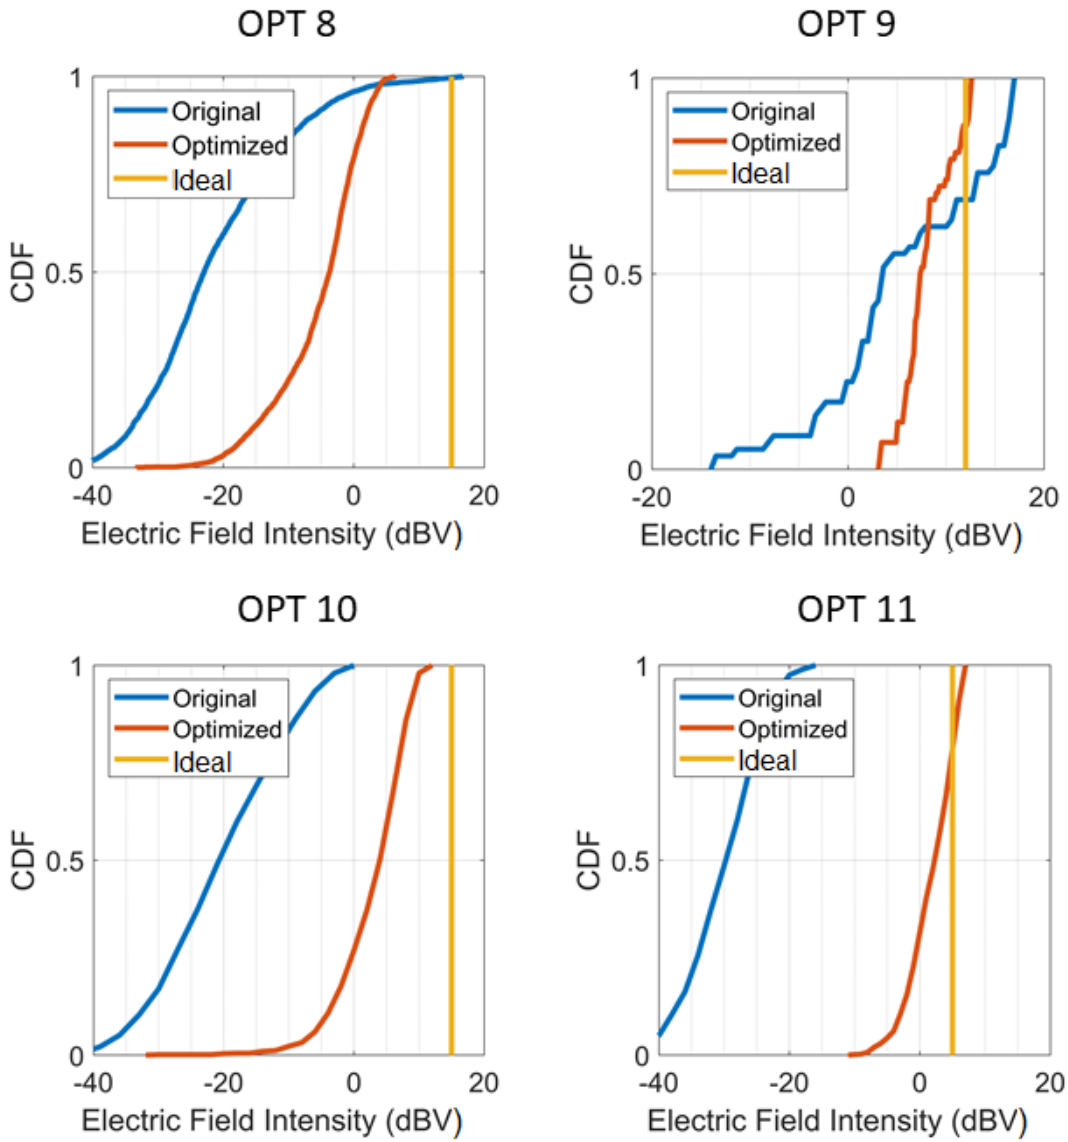 OPT 8
1
Original
Optimized
Ideal
CDF
0.5
0
-40
-20
0
20
Electric Field Intensity (dBV)
OPT 9
1
Original
Optimized
Ideal
CDF
0.5
0
-20
0
20
Electric Field Intensity (dBV)
OPT 10
1
Original
Optimized
Ideal
CDF
0.5
0
-40
-20
0
20
Electric Field Intensity (dBV)
OPT 11
1
Original
Optimized
Ideal
CDF
0.5
0
-40
-20
0
20
Electric Field Intensity (dBV)